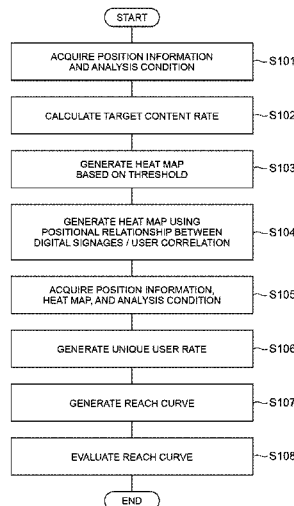 START
ACQUIRE POSITION INFORMATION
AND ANALYSIS CONDITION
S101
CALCULATE TARGET CONTENT RATE
S102
GENERATE HEAT MAP
BASED ON THRESHOLD
S103
GENERATE HEAT MAP USING
POSITIONAL RELATIONSHIP BETWEEN
DIGITAL SIGNAGES / USER CORRELATION
S104
ACQUIRE POSITION INFORMATION,
HEAT MAP, AND ANALYSIS CONDITION
S105
GENERATE UNIQUE USER RATE
S106
GENERATE REACH CURVE
S107
EVALUATE REACH CURVE
S108
END